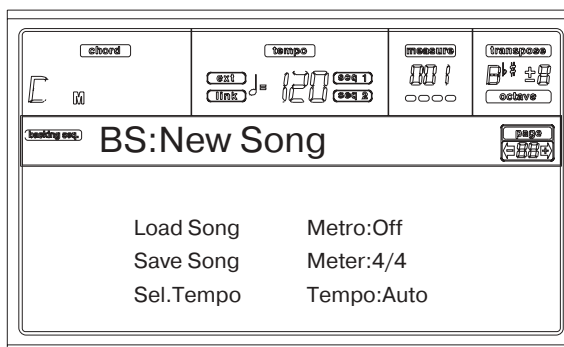 chord
tempo
measure
transpose
C M
ext
link
♩= 120
seq 1
seq 2
001
B♭♯ ±8
octave
backing seq.
BS:New Song
page
-88+
Load Song Metro:Off
Save Song Meter:4/4
Sel.Tempo Tempo:Auto